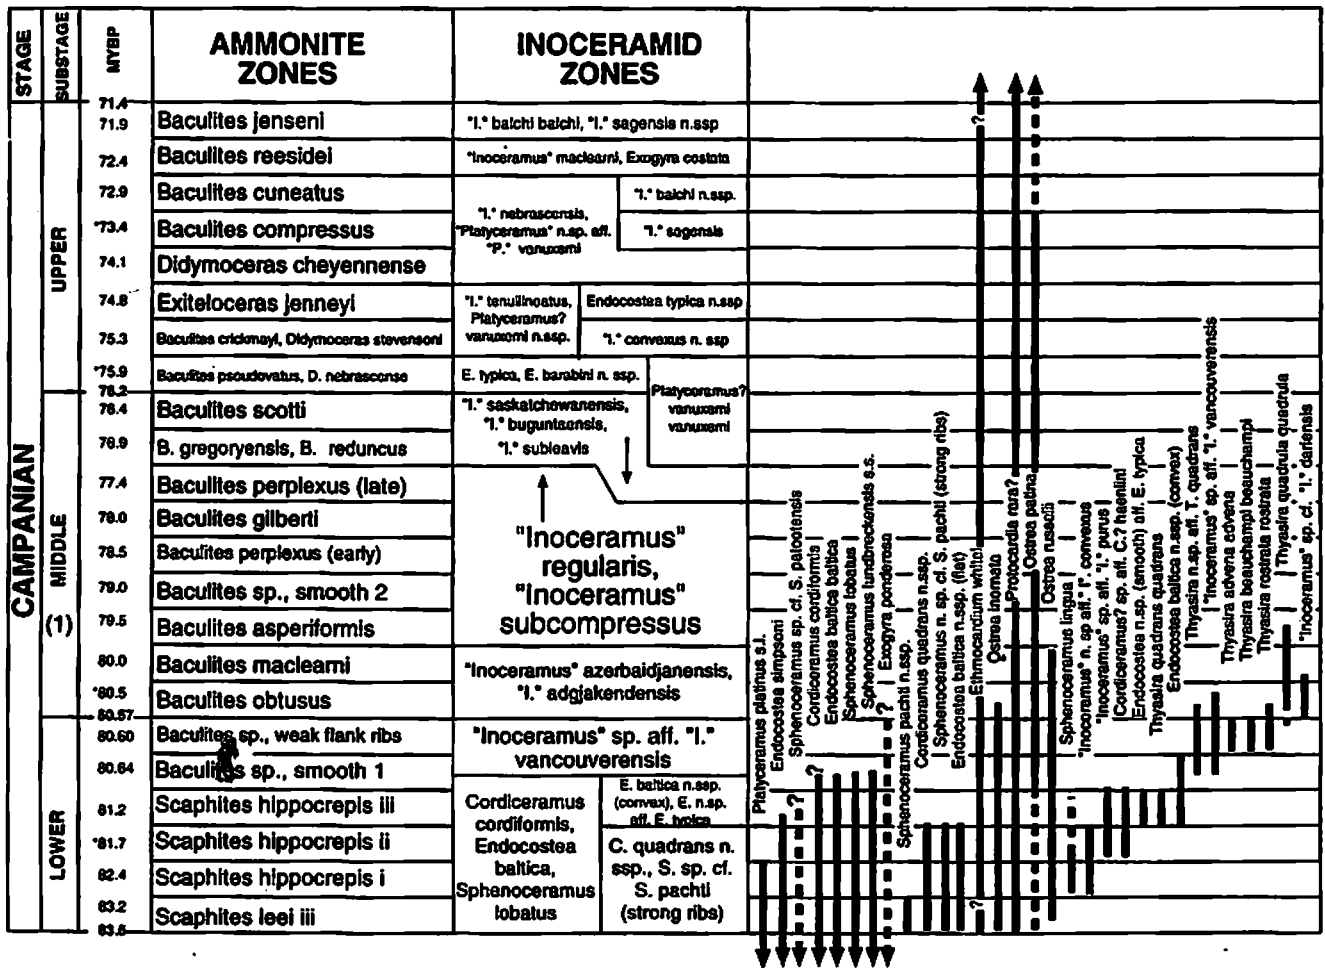 STAGE
SUBSTAGE
MYBP
AMMONITE
ZONES
INOCERAMID
ZONES
CAMPANIAN
UPPER
MIDDLE
(1)
LOWER
71.4
71.9
72.4
72.9
*73.4
74.1
74.8
75.3
*75.9
76.2
76.4
76.9
77.4
78.0
78.5
79.0
79.5
80.0
*80.5
80.57
80.60
80.64
81.2
*81.7
82.4
83.2
83.5
Baculites jenseni
Baculites reesidei
Baculites cuneatus
Baculites compressus
Didymoceras cheyennense
Exiteloceras jenneyi
Baculites crickmayi, Didymoceras stevensoni
Baculites pseudovatus, D. nebrascense
Baculites scotti
B. gregoryensis, B. reduncus
Baculites perplexus (late)
Baculites gilberti
Baculites perplexus (early)
Baculites sp., smooth 2
Baculites asperiformis
Baculites maclearni
Baculites obtusus
Baculites sp., weak flank ribs
Baculites sp., smooth 1
Scaphites hippocrepis iii
Scaphites hippocrepis ii
Scaphites hippocrepis i
Scaphites leei iii
"I." balchi balchi, "I." sagensis n.ssp
"Inoceramus" maclearni, Exogyra costata
"I." nebrascensis,
"Platyceramus" n.sp. aff.
"P." vanuxemi
"I." balchi n.ssp.
"I." sagensis
"I." tenuilineatus,
Platyceramus?
vanuxemi n.ssp.
Endocostea typica n.ssp
"I." convexus n. ssp
E. typica, E. barabini n. ssp.
Platyceramus?
vanuxemi
vanuxemi
"I." saskatchewanensis,
"I." buguntaensis,
"I." subleavis
"Inoceramus"
regularis,
"Inoceramus"
subcompressus
"Inoceramus" azerbaidjanensis,
"I." adgjakendensis
"Inoceramus" sp. aff. "I."
vancouverensis
Cordiceramus
cordiformis,
Endocostea
baltica,
Sphenoceramus
lobatus
E. baltica n.ssp.
(convex), E. n.sp.
aff. E. typica
C. quadrans n.
ssp., S. sp. cf.
S. pachti
(strong ribs)
Platyceramus platinus s.l.
Endocostea simpsoni
Sphenoceramus sp. cf. S. patootensis
?
Cordiceramus cordiformis
?
Endocostea baltica baltica
Sphenoceramus lobatus
Sphenoceramus lundbreckensis s.s.
Exogyra ponderosa
?
Sphenoceramus pachti n.ssp.
Cordiceramus quadrans n.ssp.
Sphenoceramus n. sp. cf. S. pachti (strong ribs)
Endocostea baltica n.ssp. (flat)
?
Ethmocardium whitei
?
Ostrea inornata
Protocardia rara?
Ostrea patina
Ostrea russelli
Sphenoceramus lingua
"Inoceramus" n. sp aff." I". convexus
"Inoceramus" sp. aff. "I." purus
Cordiceramus? sp. aff. C.? haenlini
Endocostea n.sp. (smooth) aff. E. typica
Thyasira quadrans quadrans
Endocostea baltica n.ssp. (convex)
Thyasira n.sp. aff. T. quadrans
"Inoceramus" sp. aff. "I." vancouverensis
Thyasira advena advena
Thyasira beauchampi beauchampi
Thyasira rostrata rostrata
Thyasira quadrula quadrula
"Inoceramus" sp. cf. "I." dariensis